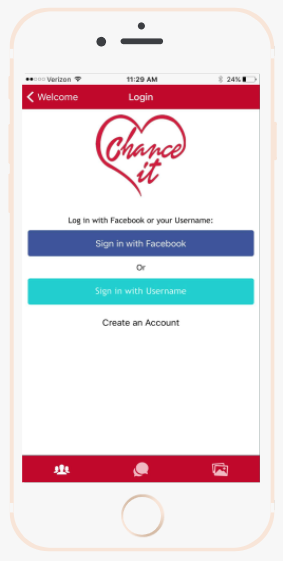 Verizon 11:29 AM 24%
Welcome Login
Chance
it
Log in with Facebook or your Username:
Sign in with Facebook
Or
Sign in with Username
Create an Account